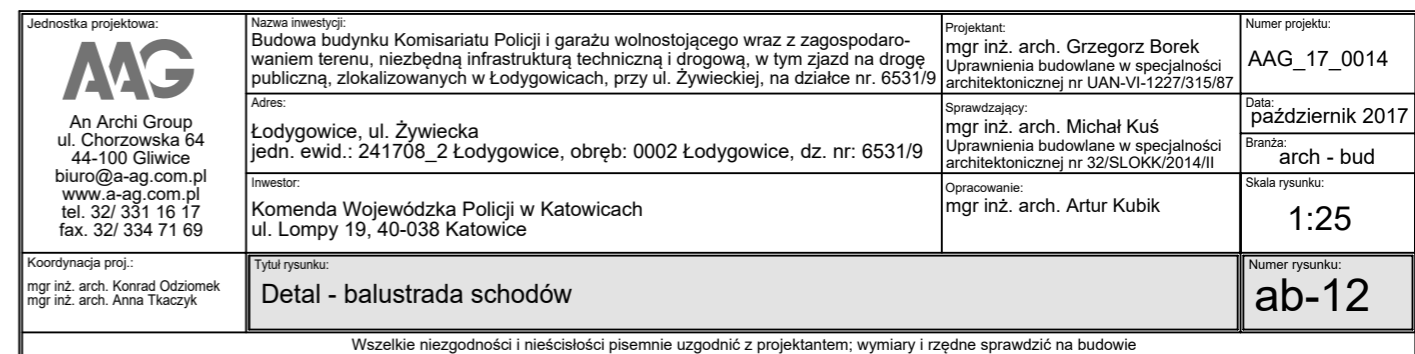 Jednostka projektowa:
AAG
An Archi Group
ul. Chorzowska 64
44-100 Gliwice
biuro@a-ag.com.pl
www.a-ag.com.pl
tel. 32/ 331 16 17
fax. 32/ 334 71 69
Nazwa inwestycji:
Budowa budynku Komisariatu Policji i garażu wolnostojącego wraz z zagospodaro-
waniem terenu, niezbędną infrastrukturą techniczną i drogową, w tym zjazd na drogę
publiczną, zlokalizowanych w Łodygowicach, przy ul. Żywieckiej, na działce nr. 6531/9
Adres:
Łodygowice, ul. Żywiecka
jedn. ewid.: 241708_2 Łodygowice, obręb: 0002 Łodygowice, dz. nr: 6531/9
Inwestor:
Komenda Wojewódzka Policji w Katowicach
ul. Lompy 19, 40-038 Katowice
Projektant:
mgr inż. arch. Grzegorz Borek
Uprawnienia budowlane w specjalności
architektonicznej nr UAN-VI-1227/315/87
Sprawdzający:
mgr inż. arch. Michał Kuś
Uprawnienia budowlane w specjalności
architektonicznej nr 32/SLOKK/2014/II
Opracowanie:
mgr inż. arch. Artur Kubik
Numer projektu:
AAG_17_0014
Data:
październik 2017
Branża:
arch - bud
Skala rysunku:
1:25
Koordynacja proj.:
mgr inż. arch. Konrad Odziomek
mgr inż. arch. Anna Tkaczyk
Tytuł rysunku:
Detal - balustrada schodów
Numer rysunku:
ab-12
Wszelkie niezgodności i nieścisłości pisemnie uzgodnić z projektantem; wymiary i rzędne sprawdzić na budowie